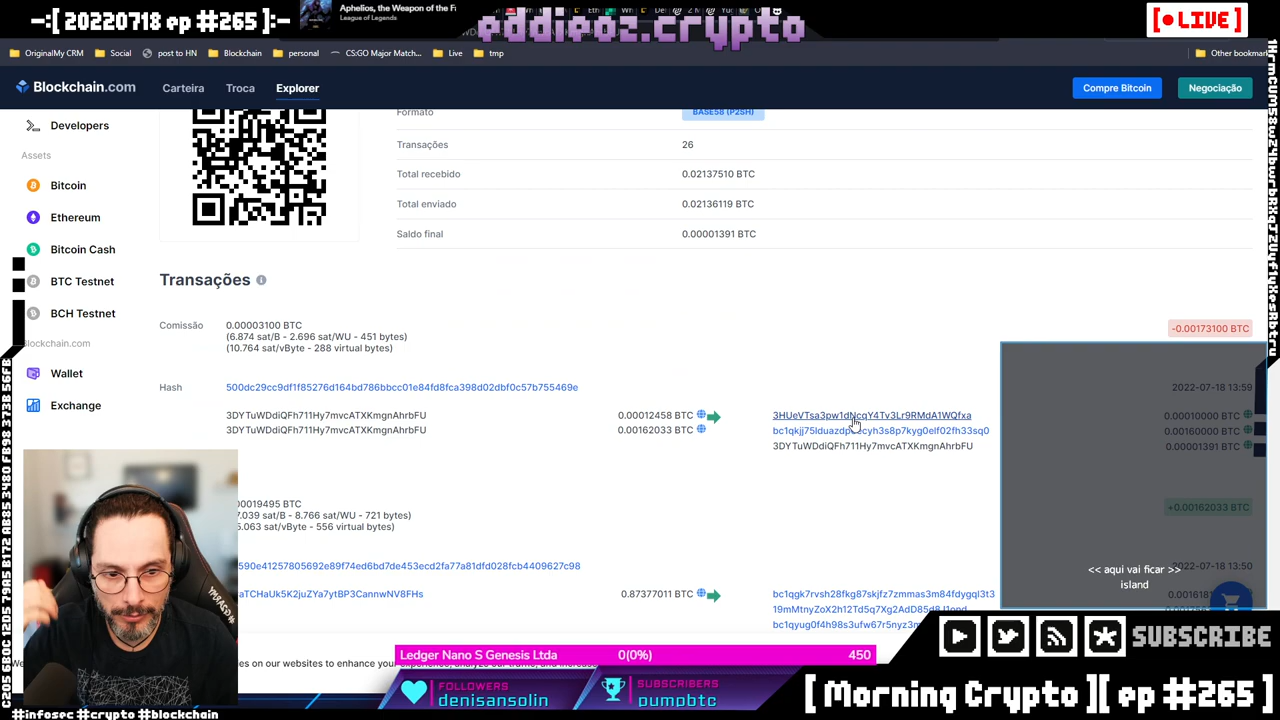 -:[ 20220718 ep #265 ]:-
Aphelios, the Weapon of the F
League of Legends
eddieoz.crypto
[●LIVE]
OriginalMy CRM
Social
post to HN
Blockchain
personal
CS:GO Major Match...
Live
tmp
Other bookmar
Blockchain.com
Carteira
Troca
Explorer
Compre Bitcoin
Negociação
Developers
Assets
Bitcoin
Ethereum
Bitcoin Cash
BTC Testnet
BCH Testnet
lockchain.com
Wallet
Exchange
Formato
BASE58 (P2SH)
Transações
26
Total recebido
0.02137510 BTC
Total enviado
0.02136119 BTC
Saldo final
0.00001391 BTC
Transações
Comissão
0.00003100 BTC
(6.874 sat/B - 2.696 sat/WU - 451 bytes)
(10.764 sat/vByte - 288 virtual bytes)
-0.00173100 BTC
Hash
500dc29cc9df1f85276d164bd786bbcc01e84fd8fca398d02dbf0c57b755469e
2022-07-18 13:59
3DYTuWDdiQFh711Hy7mvcATXKmgnAhrbFU
0.00012458 BTC
3HUeVTsa3pw1dNcqY4Tv3Lr9RMdA1WQfxa
0.00010000 BTC
3DYTuWDdiQFh711Hy7mvcATXKmgnAhrbFU
0.00162033 BTC
0.00160000 BTC
3DYTuWDdiQFh711Hy7mvcATXKmgnAhrbFU
0.00001391 BTC
00019495 BTC
7.039 sat/B - 8.766 sat/WU - 721 bytes)
5.063 sat/vByte - 556 virtual bytes)
+0.00162033 BTC
590e41257805692e89f74ed6bd7de453ecd2fa77a81dfd028fcb4409627c98
2022-07-18 13:50
aTCHaUk5K2juZYa7ytBP3CannwNV8FHs
0.87377011 BTC
bc1qgk7rvsh28fkg87skjfz7zmmas3m84fdygql3t3
<< aqui vai ficar >>
island
Ledger Nano S Genesis Ltda
0(0%)
450
FOLLOWERS
denisansolin
SUBSCRIBERS
pumpbtc
SUBSCRIBE
[ Morning Crypto ][ ep #265 ]
#infosec #crypto #blockchain